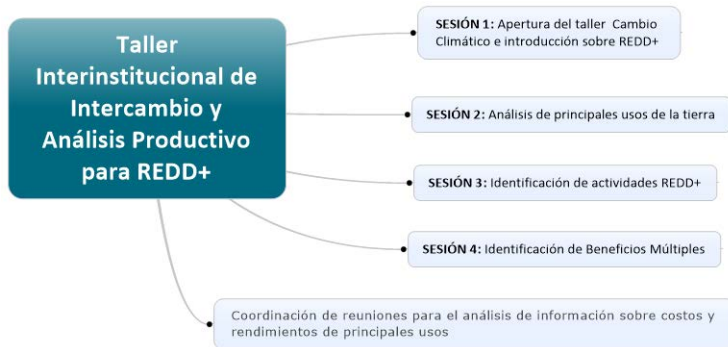 Taller
Interinstitucional de
Intercambio y
Análisis Productivo
para REDD+
SESIÓN 1: Apertura del taller Cambio
Climático e introducción sobre REDD+
SESIÓN 2: Análisis de principales usos de la tierra
SESIÓN 3: Identificación de actividades REDD+
SESIÓN 4: Identificación de Beneficios Múltiples
Coordinación de reuniones para el análisis de información sobre costos y
rendimientos de principales usos